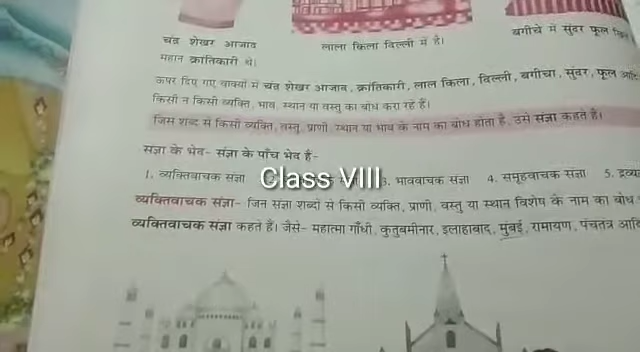 चंद्र शेखर आजाद
महान क्रांतिकारी थे।
लाला किला दिल्ली में है।
बगीचे में सुंदर फूल
ऊपर दिए गए वाक्यों में चंद्र शेखर आजाद, क्रांतिकारी, लाल किला, दिल्ली, बगीचा, सुंदर, फूल आदि
किसी न किसी व्यक्ति, भाव, स्थान या वस्तु का बोध करा रहे हैं।
जिस शब्द से किसी व्यक्ति, वस्तु, प्राणी, स्थान या भाव के नाम का बोध होता है, उसे संज्ञा कहते हैं।
संज्ञा के भेद- संज्ञा के पाँच भेद हैं-
1. व्यक्तिवाचक संज्ञा 3. भाववाचक संज्ञा 4. समूहवाचक संज्ञा 5.
Class VIII
व्यक्तिवाचक संज्ञा- जिन संज्ञा शब्दों से किसी व्यक्ति, प्राणी, वस्तु या स्थान विशेष के नाम का बोध
व्यक्तिवाचक संज्ञा कहते हैं। जैसे- महात्मा गाँधी, कुतुबमीनार, इलाहाबाद, मुंबई, रामायण, पंचतंत्र आदि